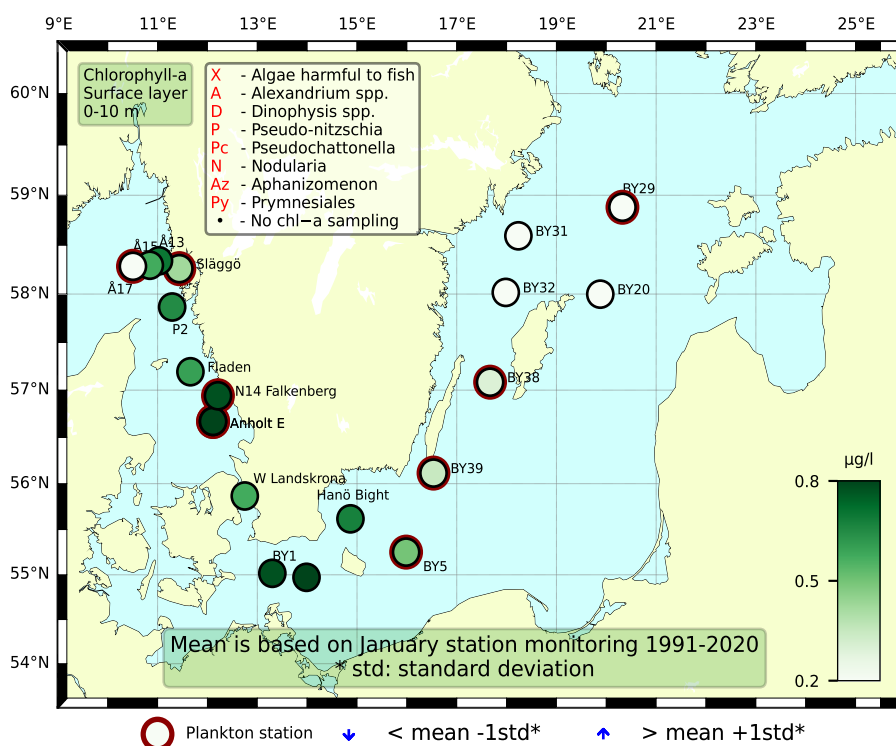 9°E 11°E 13°E 15°E 17°E 19°E 21°E 23°E 25°E
60°N
59°N
58°N
57°N
56°N
55°N
54°N
Chlorophyll-a
Surface layer
0-10 m
X - Algae harmful to fish
A - Alexandrium spp.
D - Dinophysis spp.
P - Pseudo-nitzschia
Pc - Pseudochattonella
N - Nodularia
Az - Aphanizomenon
Py - Prymnesiales
• - No chl−a sampling
BY29
BY31
Å15
Å13
Släggö
Å17
BY32
BY20
P2
Fladen
BY38
N14 Falkenberg
Anholt E
BY39
W Landskrona
Hanö Bight
BY1
BY5
µg/l
0.8
0.5
0.2
Mean is based on January station monitoring 1991-2020
* std: standard deviation
Plankton station < mean -1std* > mean +1std*